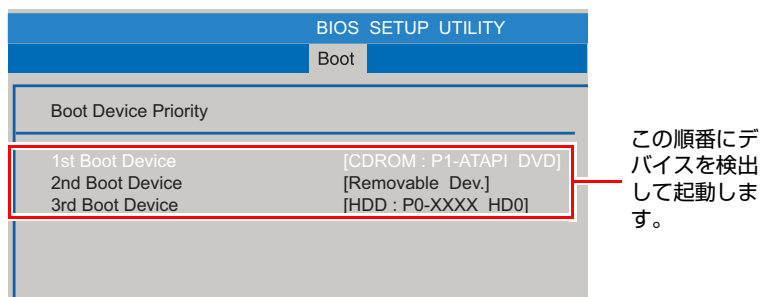 BIOS SETUP UTILITY
Boot
Boot Device Priority
1st Boot Device [CDROM : P1-ATAPI DVD]
2nd Boot Device [Removable Dev.]
3rd Boot Device [HDD : P0-XXXX HD0]
この順番にデ
バイスを検出
して起動しま
す。